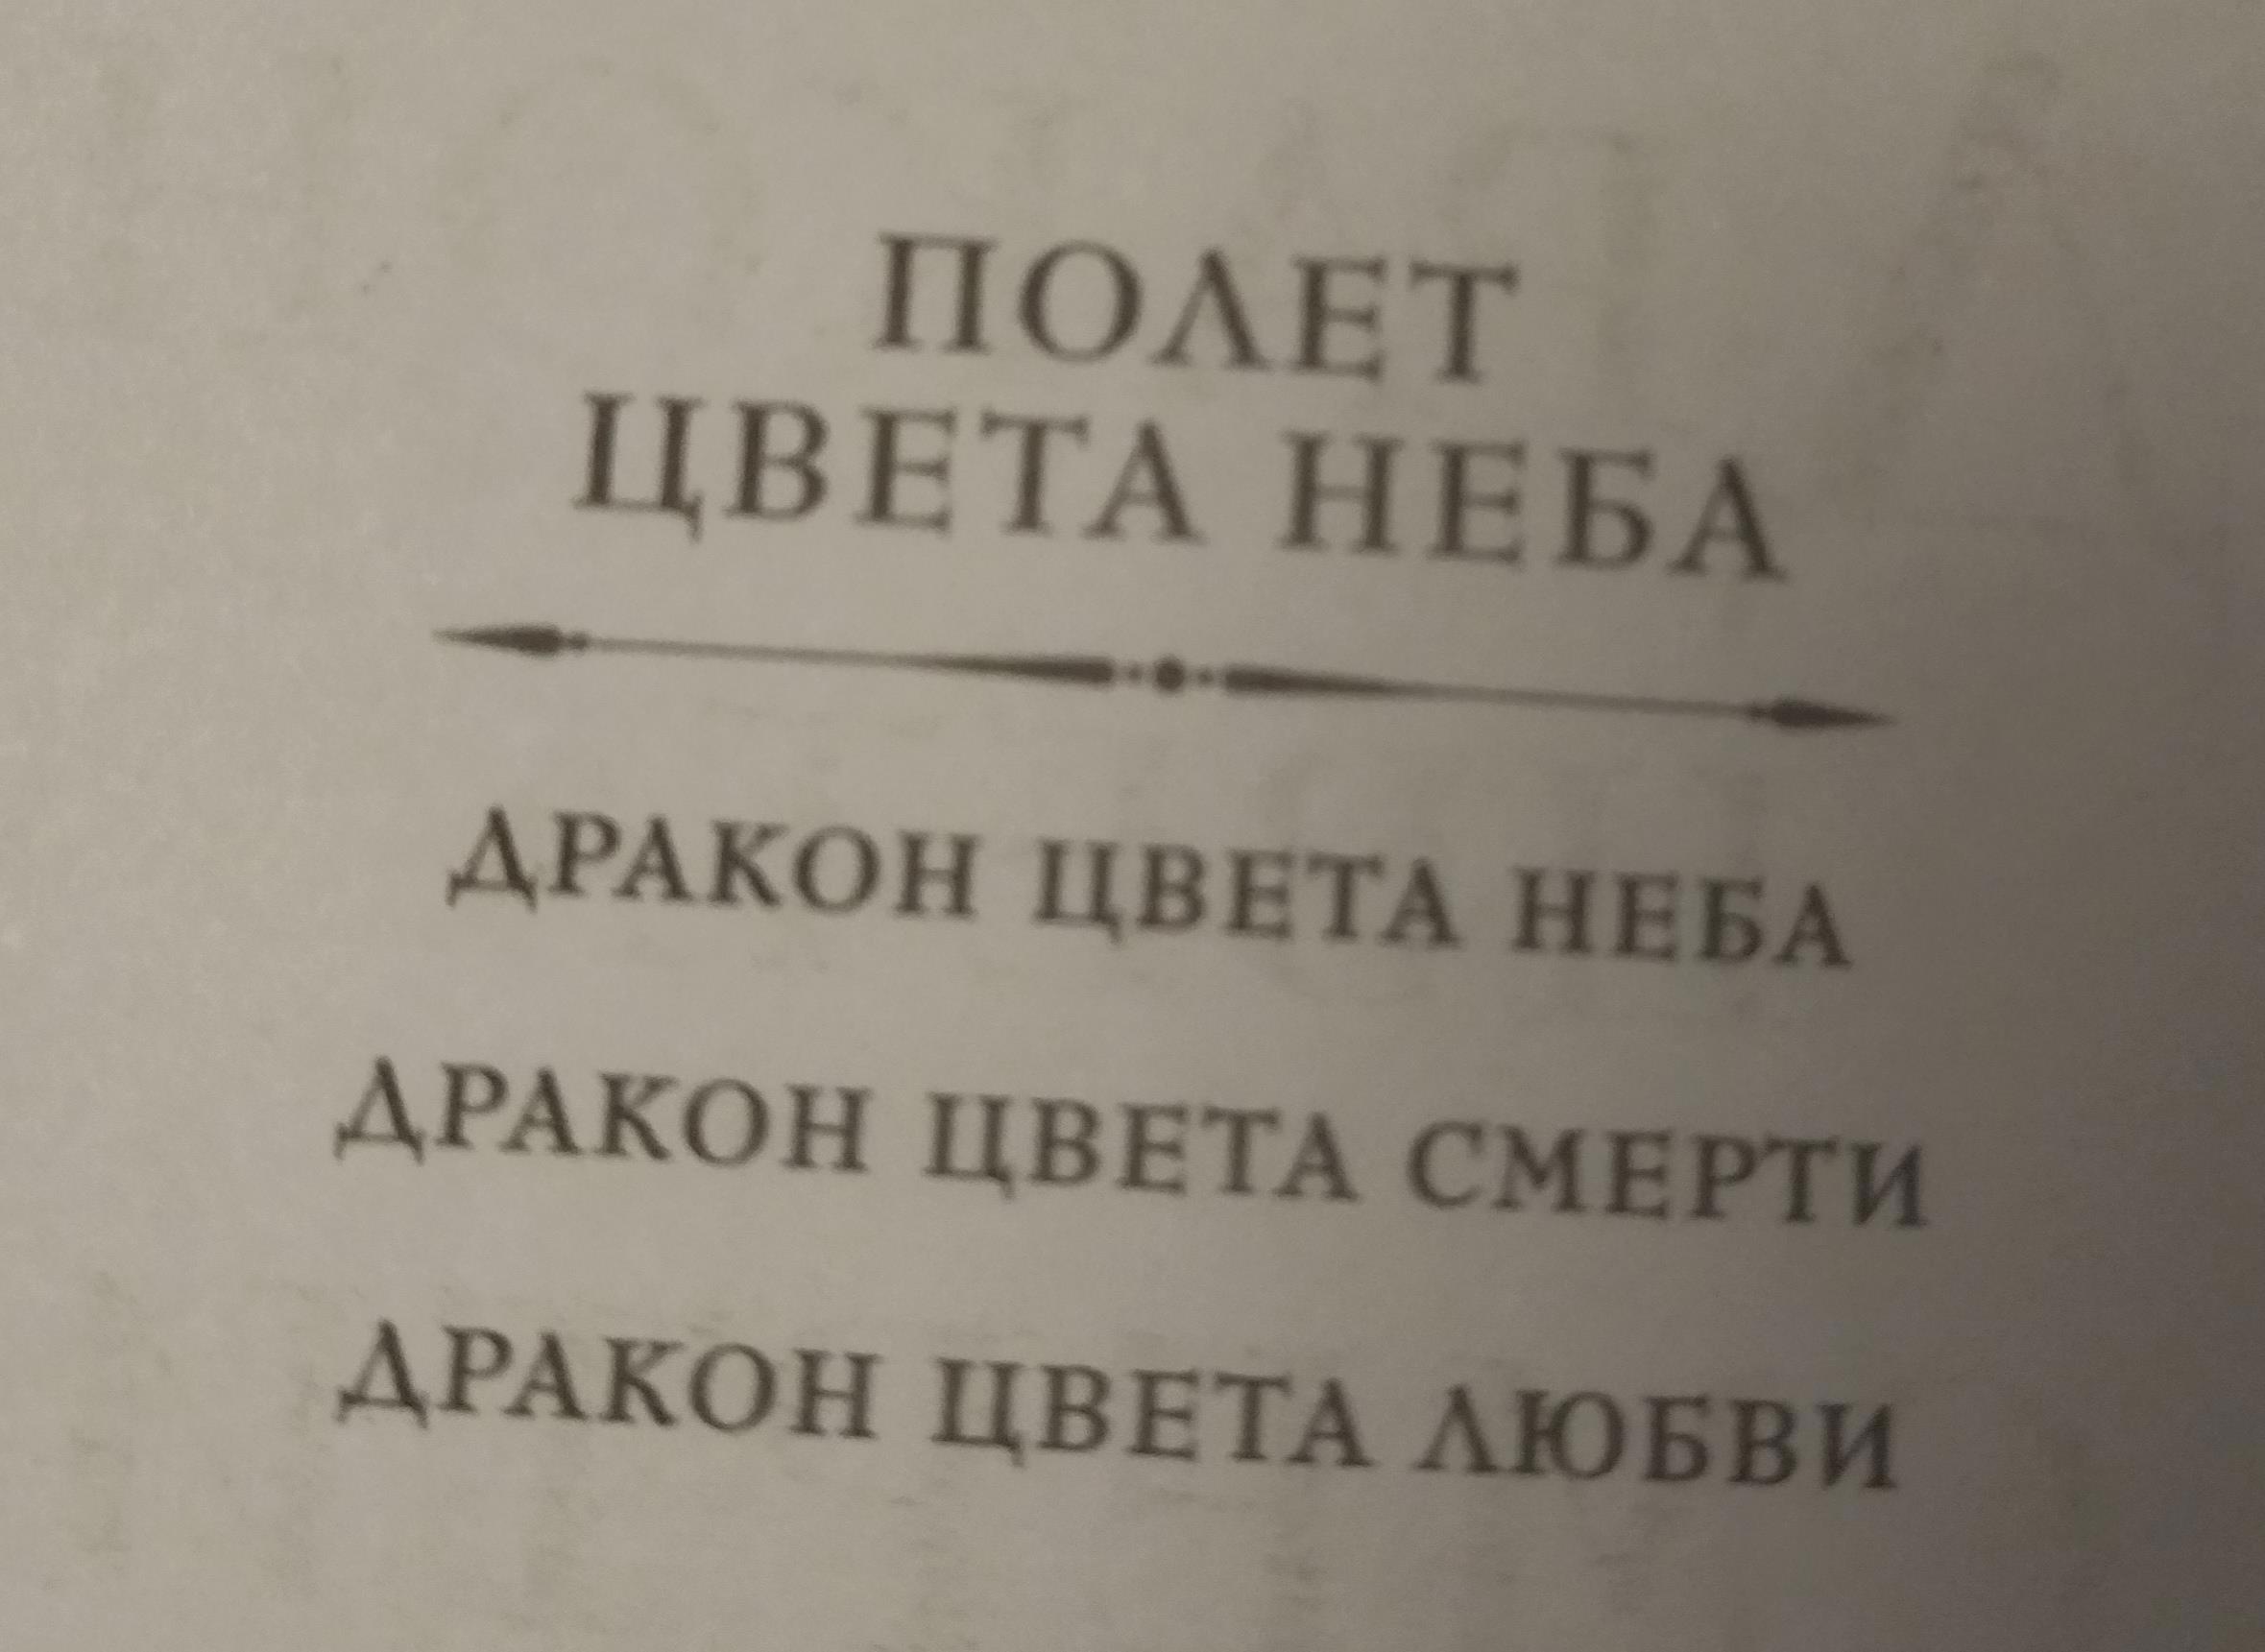 ПОЛЕТ
ЦВЕТА НЕБА
ДРАКОН ЦВЕТА НЕБА
ДРАКОН ЦВЕТА СМЕРТИ
ДРАКОН ЦВЕТА ЛЮБВИ